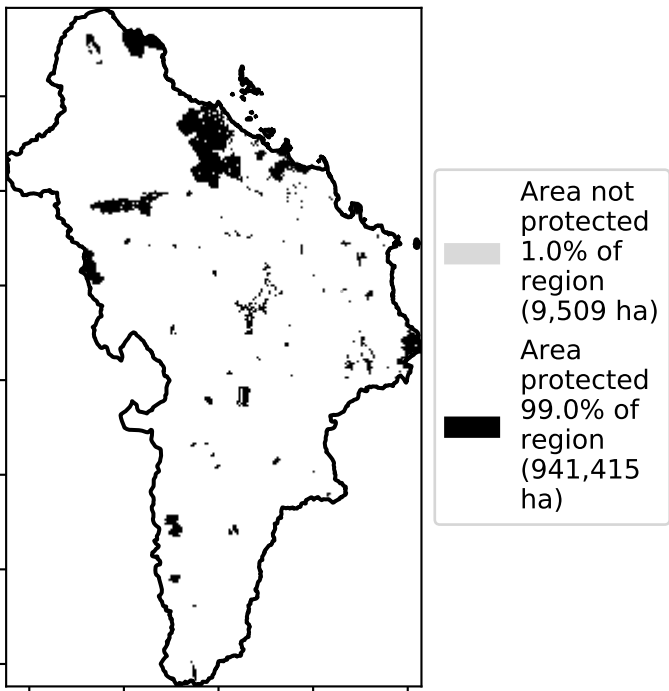 Area not
protected
1.0% of
region
(9,509 ha)
Area
protected
99.0% of
region
(941,415
ha)